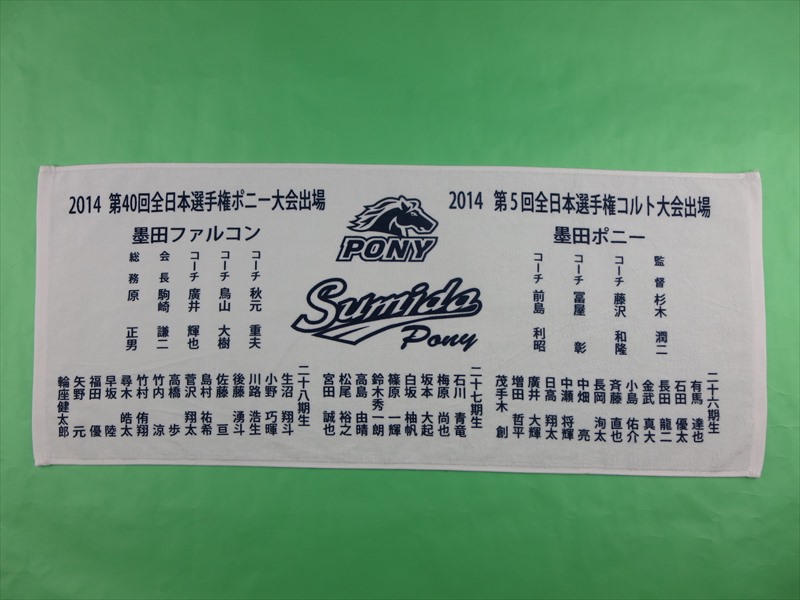 2014 第40回全日本選手権ポニー大会出場
墨田ファルコン
PONY
Sumida
Pony
2014 第5回全日本選手権コルト大会出場
墨田ポニー
監督 杉木 潤二
コーチ 藤沢 和隆
コーチ 冨屋 彰
コーチ 前島 利昭
コーチ 秋元 重夫
コーチ 鳥山 大樹
コーチ 廣井 輝也
会長 駒崎 謙二
総務 原 正男
二十六期生
有馬 達也
石田 優太
長田 龍二
金武 真大
小島 佑介
斉藤 直也
長岡 洵太
中畑 亮
中瀬 将輝
日高 翔太
廣井 大輝
増田 哲平
茂手木 創
二十七期生
石川 青竜
梅原 尚也
坂本 大起
白坂 柚帆
篠原 一輝
鈴木秀一朗
高島 由晴
松尾 裕之
宮田 誠也
二十八期生
生沼 翔斗
小野 巧暉
川路 浩生
後藤 湧斗
佐藤 亘
島村 祐希
菅沢 翔太
高橋 歩
竹内 涼
竹村 侑翔
尋木 皓太
早坂 陸
福田 優
矢野 元
輪座健太郎